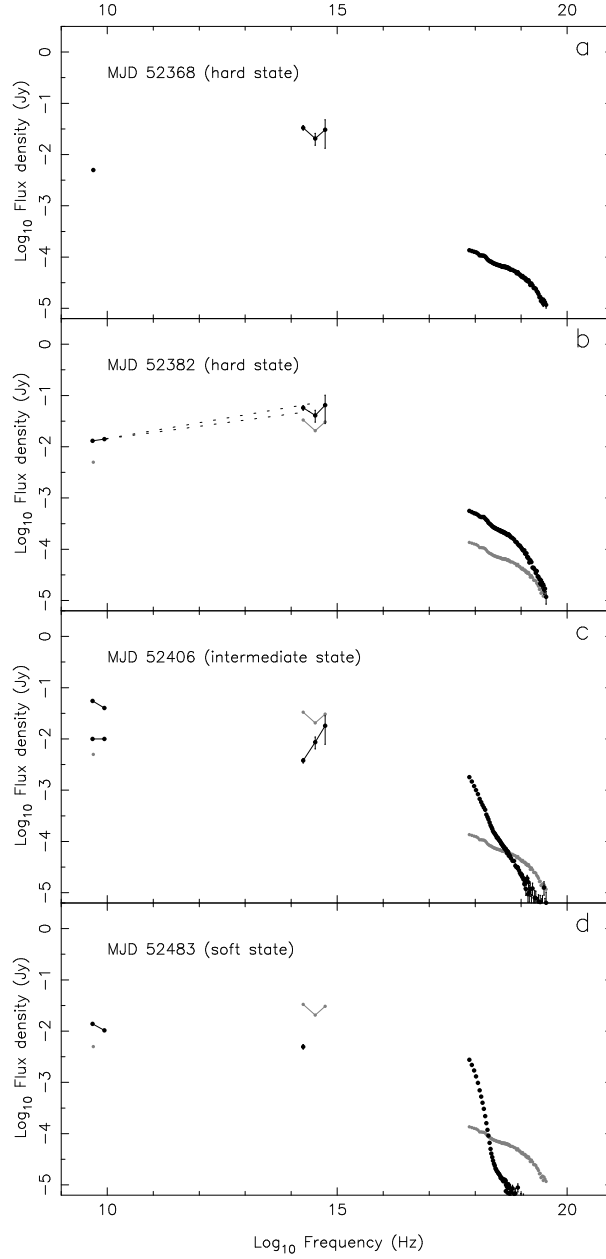 10 15 20
a
MJD 52368 (hard state)
0
−1
−2
−3
−4
−5
Log10 Flux density (Jy)
b
MJD 52382 (hard state)
0
−1
−2
−3
−4
−5
Log10 Flux density (Jy)
c
MJD 52406 (intermediate state)
0
−1
−2
−3
−4
−5
Log10 Flux density (Jy)
d
MJD 52483 (soft state)
0
−1
−2
−3
−4
−5
Log10 Flux density (Jy)
10 15 20
Log10 Frequency (Hz)